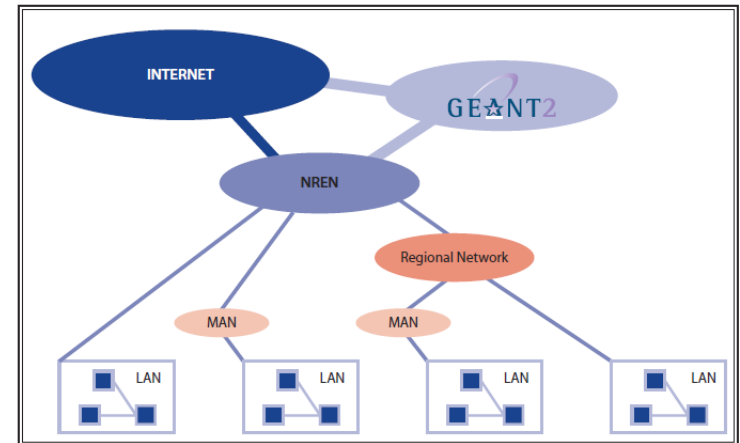 INTERNET
GEANT2
NREN
Regional Network
MAN
MAN
LAN
LAN
LAN
LAN